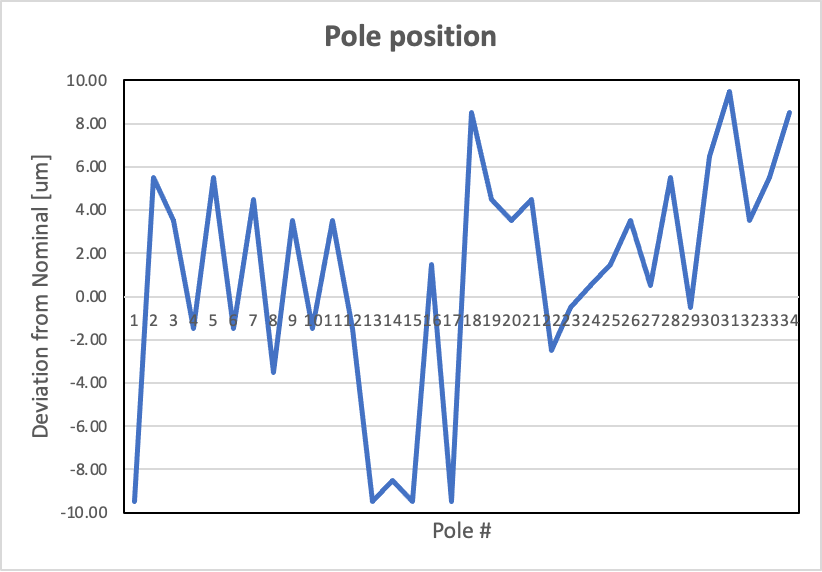 Pole position
Deviation from Nominal [um]
10.00
8.00
6.00
4.00
2.00
0.00
-2.00
-4.00
-6.00
-8.00
-10.00
1 2 3 4 5 6 7 8 9 10 11 12 13 14 15 16 17 18 19 20 21 22 23 24 25 26 27 28 29 30 31 32 33 34
Pole #